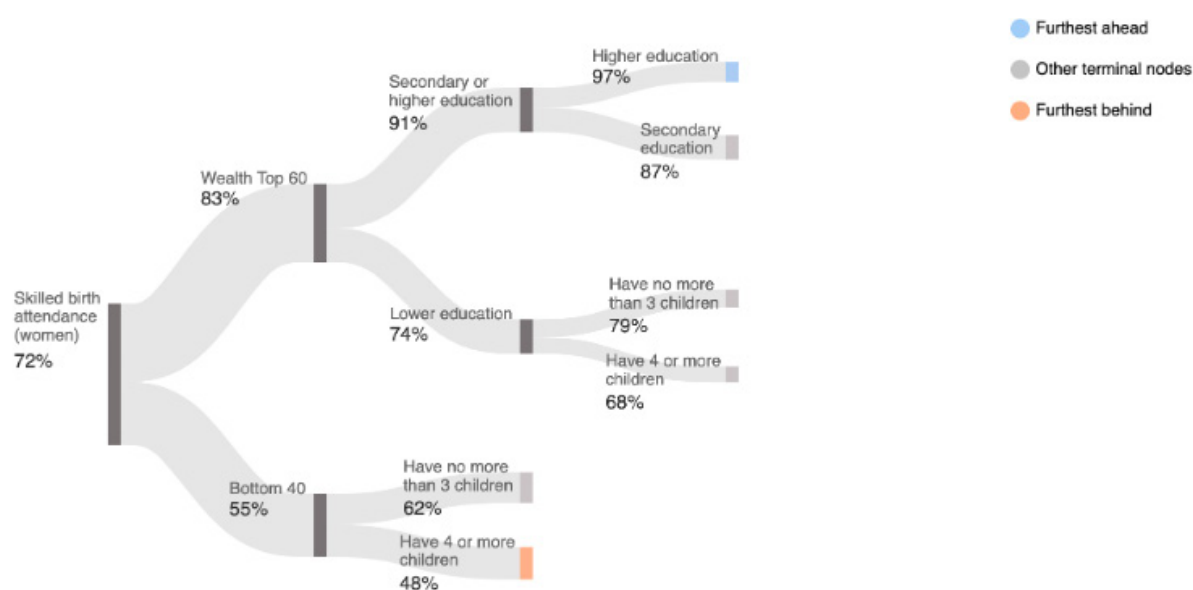 Furthest ahead
Other terminal nodes
Furthest behind
Higher education
97%
Secondary or
higher education
91%
Secondary
education
87%
Wealth Top 60
83%
Skilled birth
attendance
(women)
72%
Have no more
than 3 children
79%
Lower education
74%
Have 4 or more
children
68%
Bottom 40
55%
Have no more
than 3 children
62%
Have 4 or more
children
48%